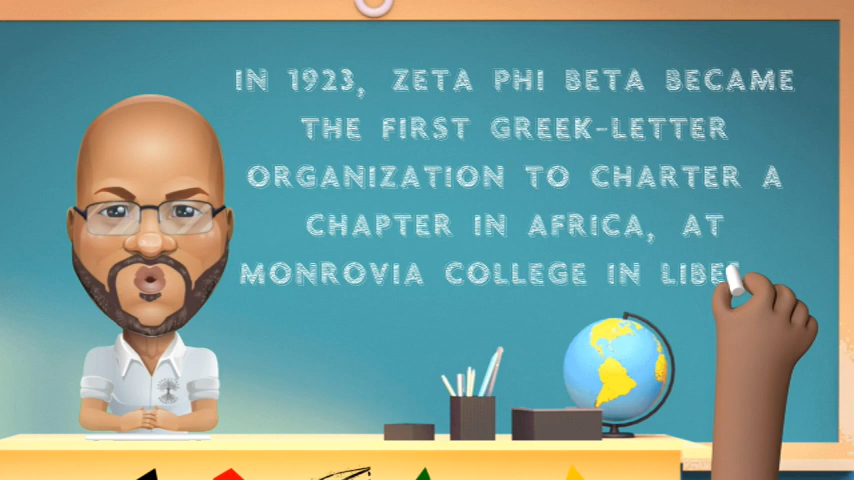 IN 1923, ZETA PHI BETA BECAME
THE FIRST GREEK-LETTER
ORGANIZATION TO CHARTER A
CHAPTER IN AFRICA, AT
MONROVIA COLLEGE IN